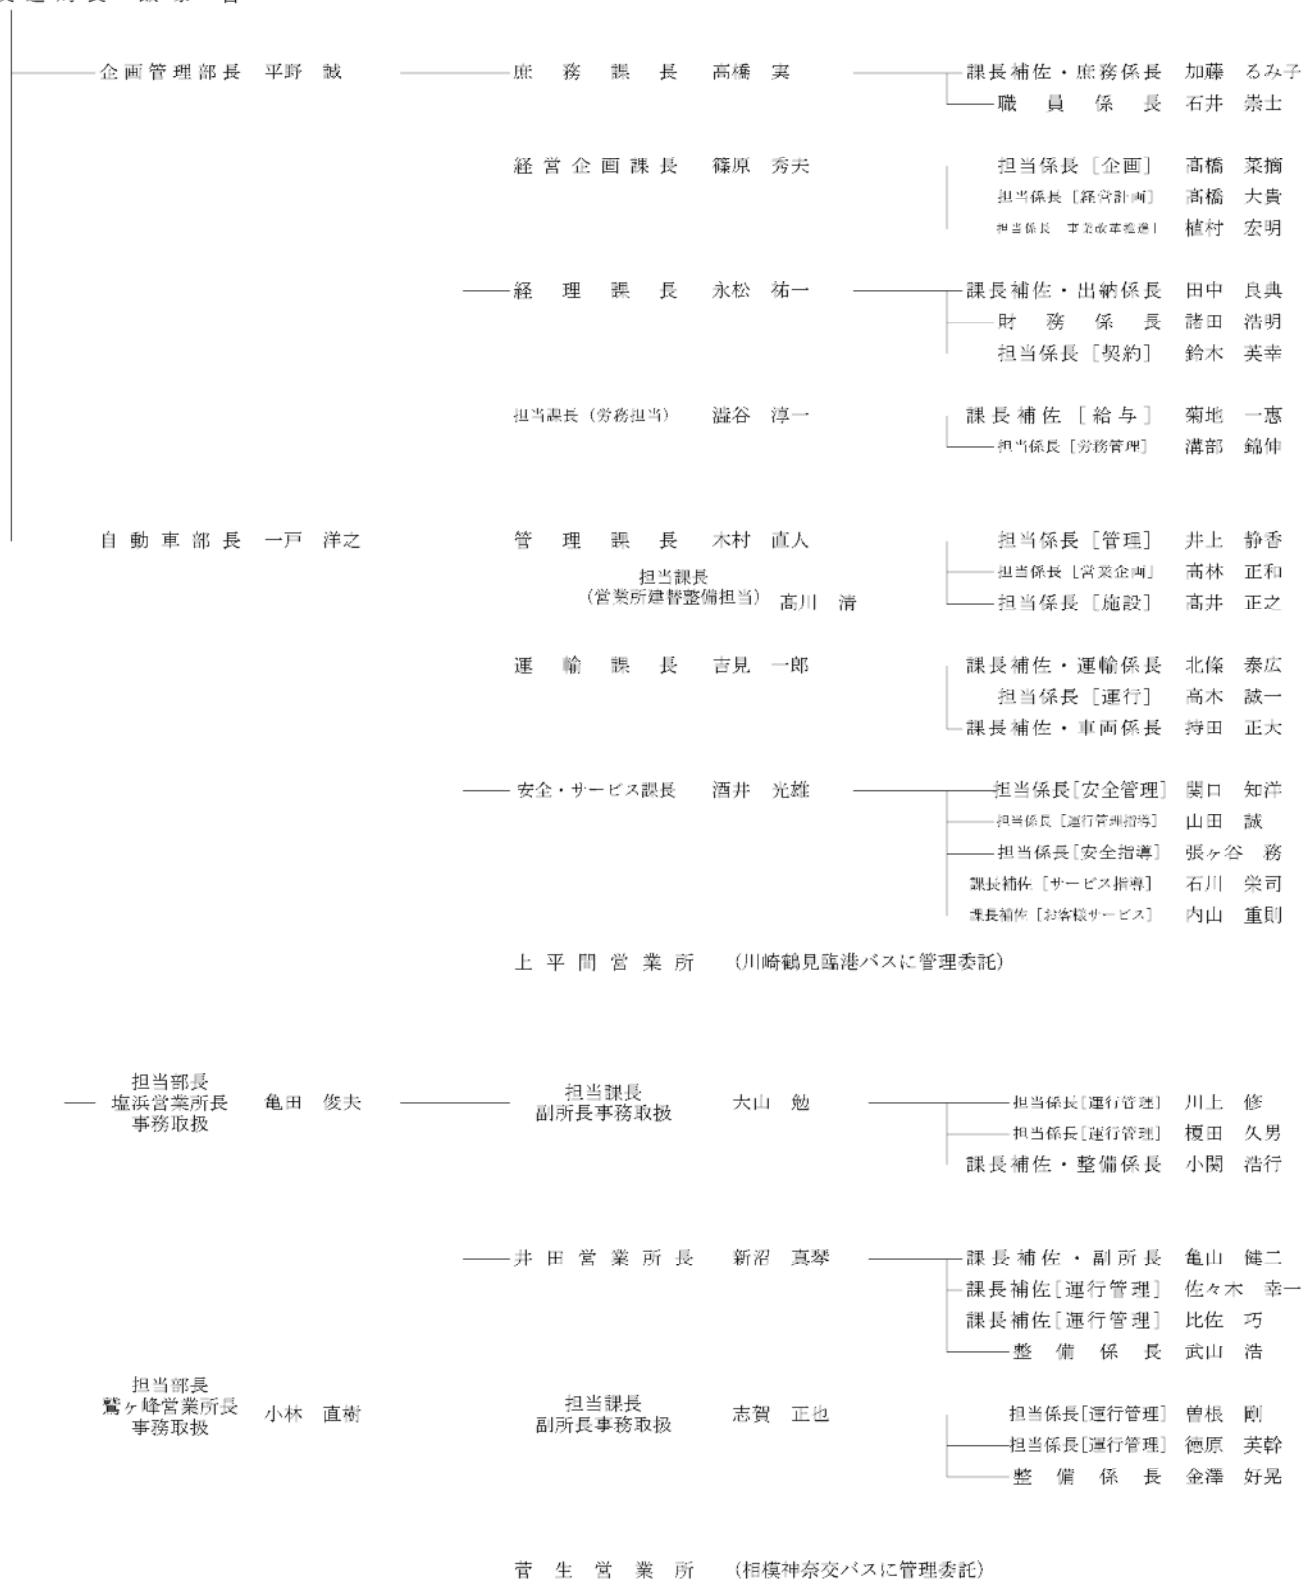 企画管理部長 平野 誠 庶務課長 高橋 実 課長補佐・庶務係長 加藤 るみ子
職員係長 石井 崇士
経営企画課長 篠原 秀夫 担当係長［企画］ 髙橋 菜摘
担当係長［経営計画］ 髙橋 大貴
担当係長［事業改革推進］ 植村 宏明
経理課長 永松 祐一 課長補佐・出納係長 田中 良典
財務係長 諸田 浩明
担当係長［契約］ 鈴木 英幸
担当課長（労務担当） 澁谷 淳一 課長補佐［給与］ 菊地 一惠
担当係長［労務管理］ 溝部 錦伸
自動車部長 一戸 洋之 管理課長 木村 直人 担当係長［管理］ 井上 静香
担当課長
（営業所建替整備担当） 髙川 清
担当係長［営業企画］ 高林 正和
担当係長［施設］ 髙井 正之
運輸課長 吉見 一郎 課長補佐・運輸係長 北條 泰広
担当係長［運行］ 高木 誠一
課長補佐・車両係長 持田 正大
安全・サービス課長 酒井 光雄 担当係長［安全管理］ 関口 知洋
担当係長［運行管理指導］ 山田 誠
担当係長［安全指導］ 張ヶ谷 務
課長補佐［サービス指導］ 石川 栄司
課長補佐［お客様サービス］ 内山 重則
上平間営業所 （川崎鶴見臨港バスに管理委託）
担当部長
塩浜営業所長
事務取扱 亀田 俊夫
担当課長
副所長事務取扱 大山 勉
担当係長［運行管理］ 川上 修
担当係長［運行管理］ 榎田 久男
課長補佐・整備係長 小関 浩行
井田営業所長 新沼 真琴 課長補佐・副所長 亀山 健二
課長補佐［運行管理］ 佐々木 幸一
課長補佐［運行管理］ 比佐 巧
整備係長 武山 浩
担当部長
鷲ヶ峰営業所長
事務取扱 小林 直樹
担当課長
副所長事務取扱 志賀 正也
担当係長［運行管理］ 曽根 剛
担当係長［運行管理］ 徳原 英幹
整備係長 金澤 好晃
菅生営業所 （相模神奈交バスに管理委託）